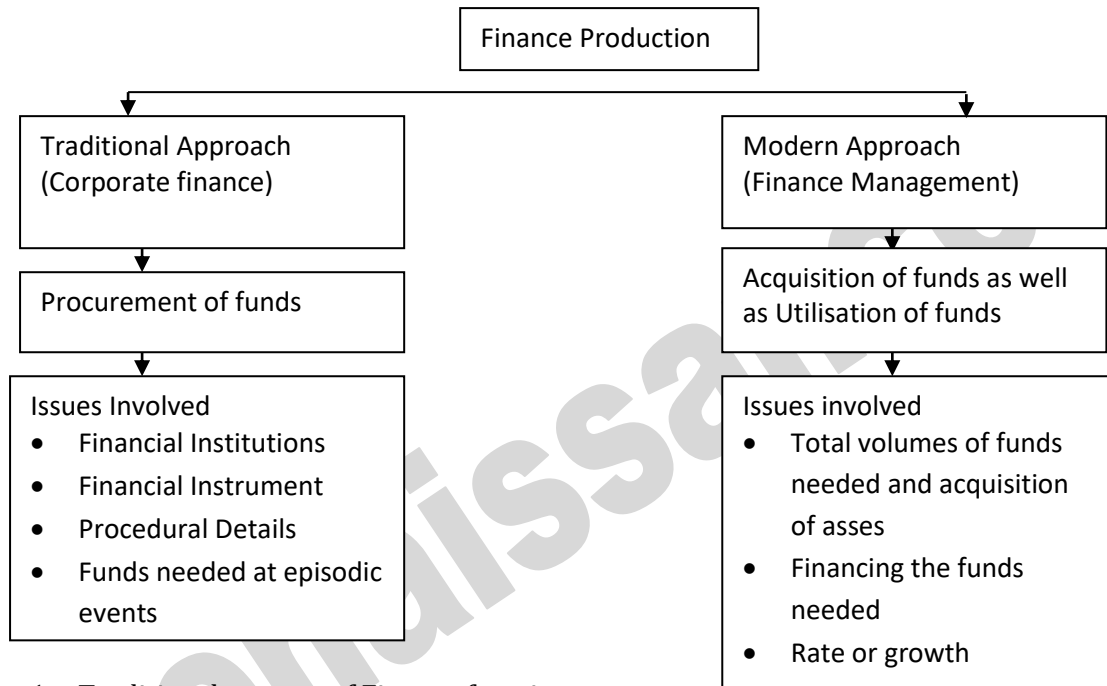 Finance Production
Traditional Approach
(Corporate finance)
Modern Approach
(Finance Management)
Procurement of funds
Acquisition of funds as well
as Utilisation of funds
Issues Involved
• Financial Institutions
• Financial Instrument
• Procedural Details
• Funds needed at episodic
events
Issues involved
• Total volumes of funds
needed and acquisition
of asses
• Financing the funds
needed
• Rate or growth